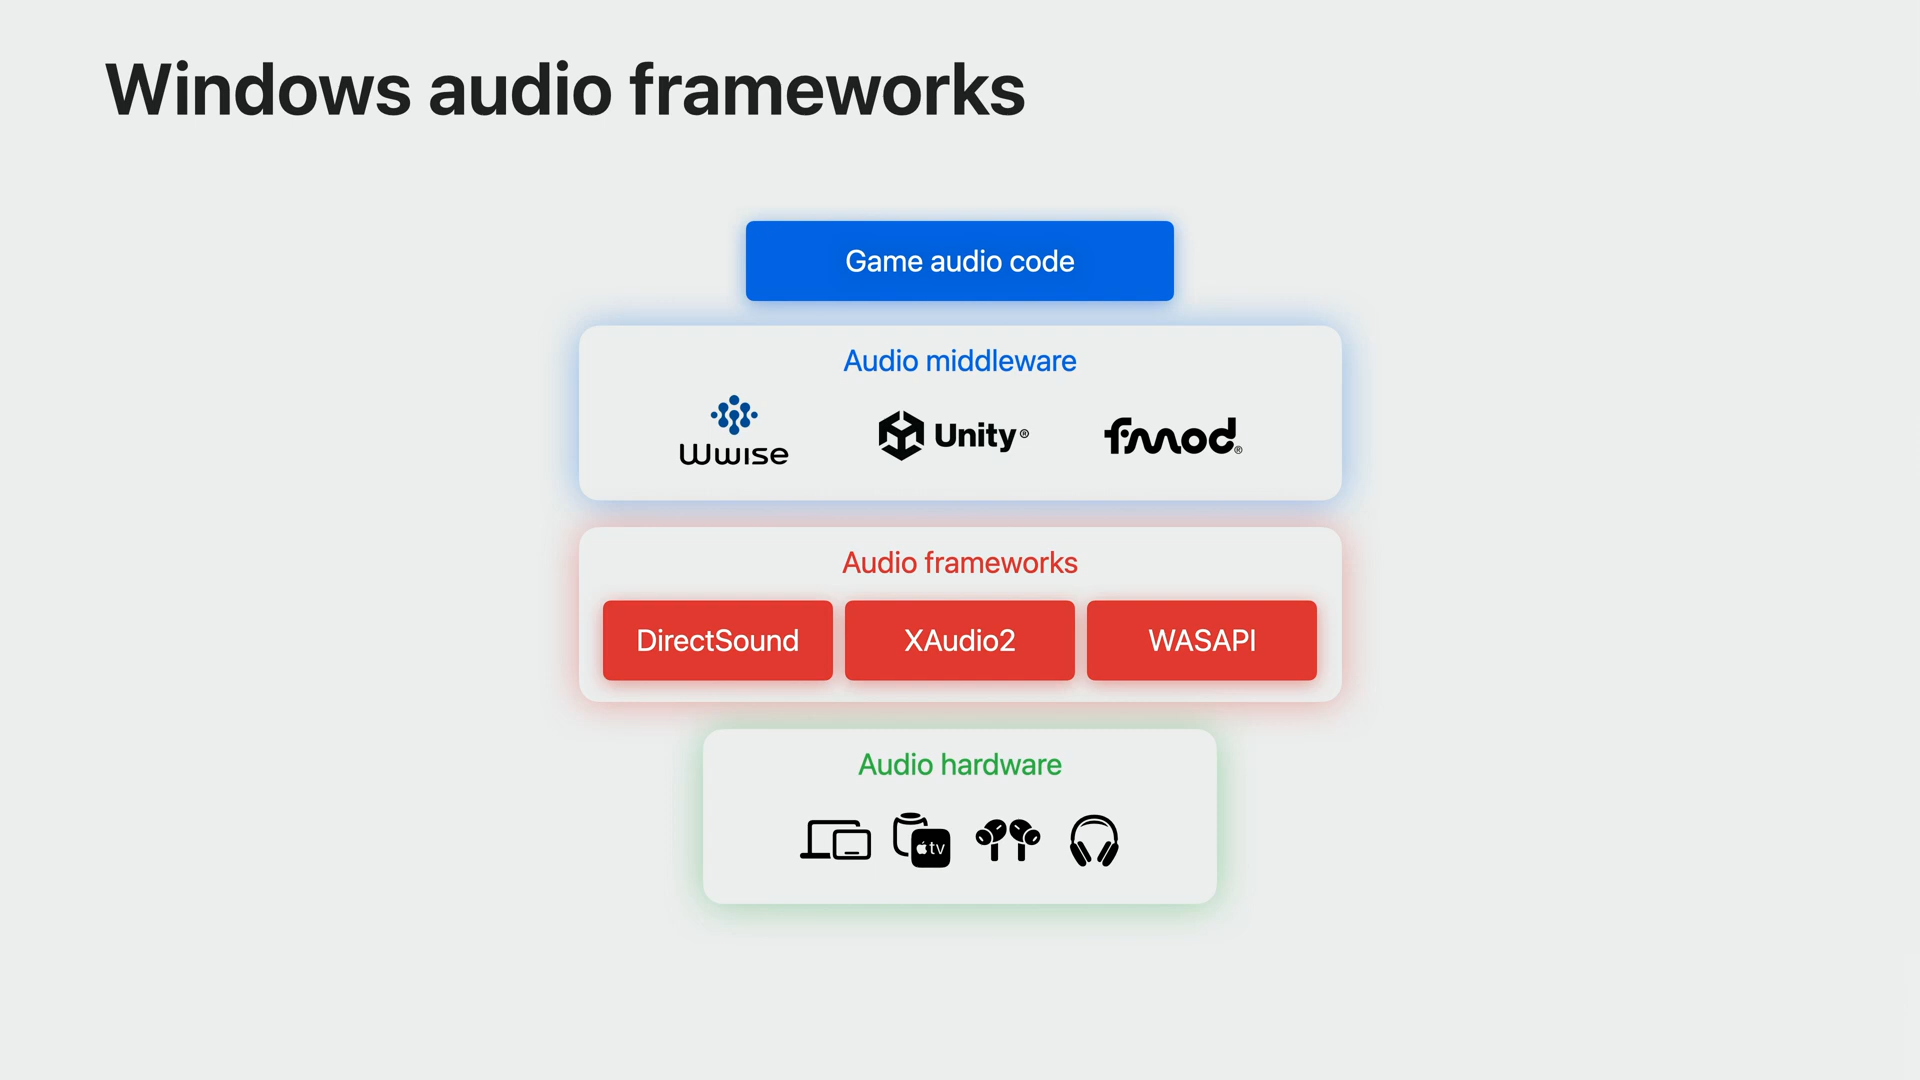 Windows audio frameworks
Game audio code
Audio middleware
Wwise
Unity®
fmod®
Audio frameworks
DirectSound
XAudio2
WASAPI
Audio hardware
tv